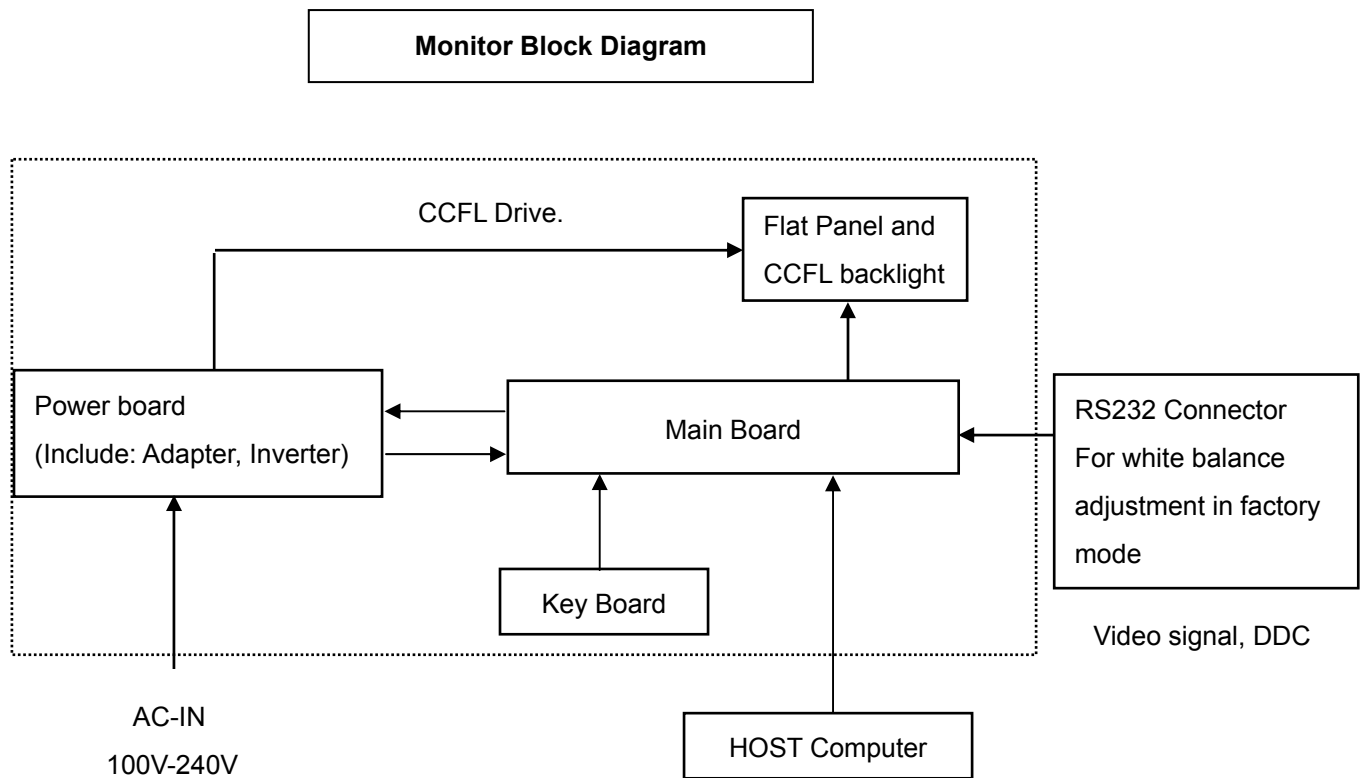 Monitor Block Diagram
CCFL Drive.
Flat Panel and
CCFL backlight
Power board
(Include: Adapter, Inverter)
Main Board
RS232 Connector
For white balance
adjustment in factory
mode
Key Board
Video signal, DDC
AC-IN
100V-240V
HOST Computer